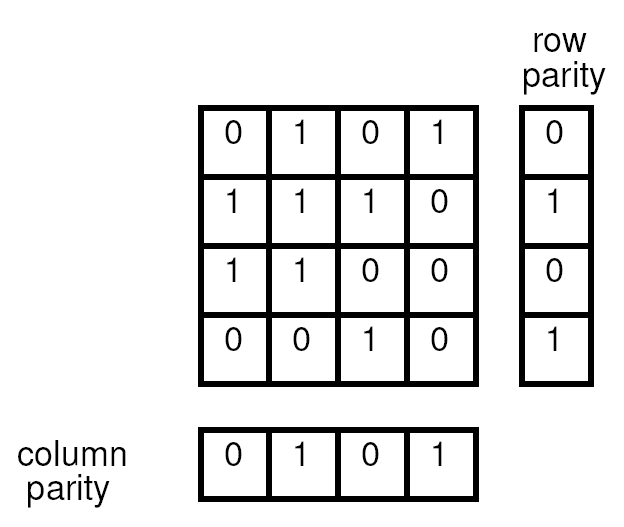 row
parity
0 1 0 1 0
1 1 1 0 1
1 1 0 0 0
0 0 1 0 1
column
parity
0 1 0 1